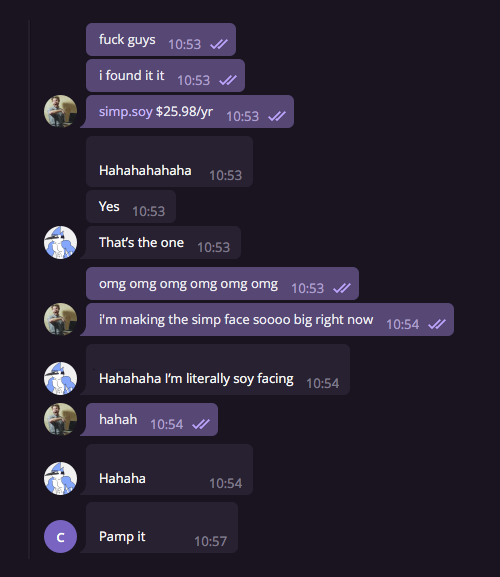 fuck guys 10:53
i found it it 10:53
simp.soy $25.98/yr 10:53
Hahahahahaha 10:53
Yes 10:53
That's the one 10:53
omg omg omg omg omg omg 10:53
i'm making the simp face soooo big right now 10:54
Hahahaha I'm literally soy facing 10:54
hahah 10:54
Hahaha 10:54
C
Pamp it 10:57